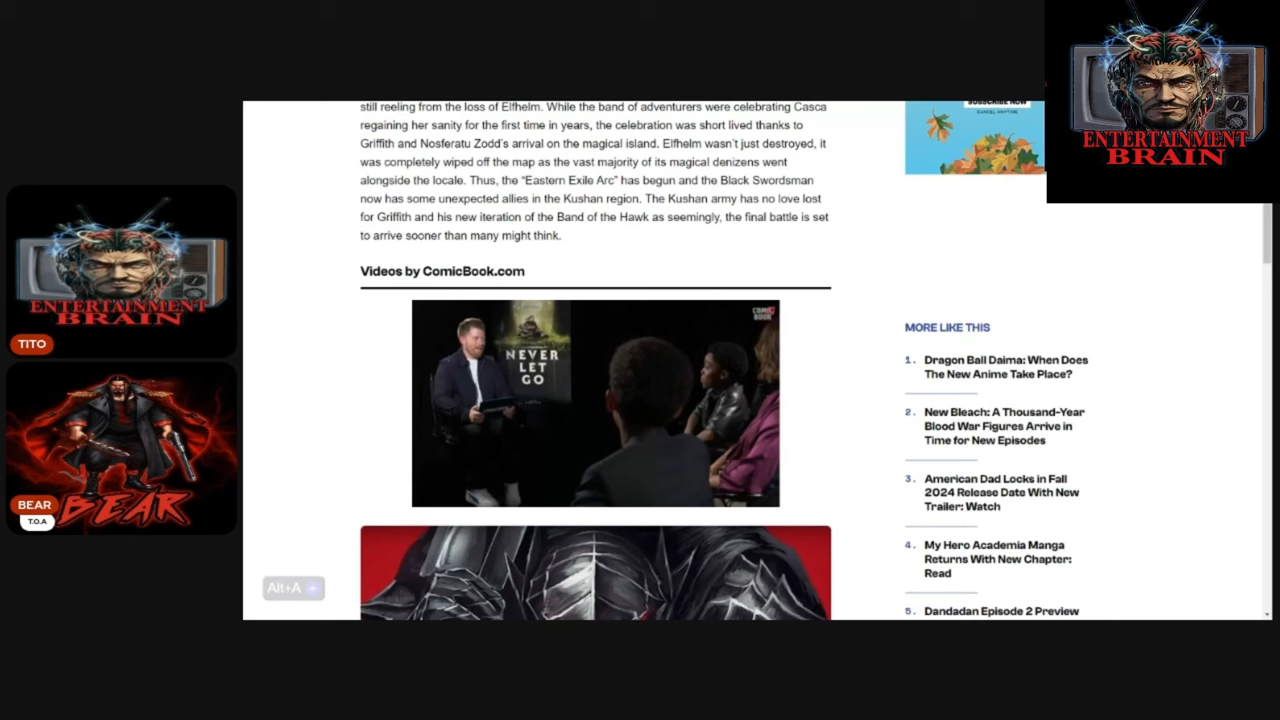 still reeling from the loss of Elfhelm. While the band of adventurers were celebrating Casca
regaining her sanity for the first time in years, the celebration was short lived thanks to
Griffith and Nosferatu Zodd's arrival on the magical island. Elfhelm wasn't just destroyed, it
was completely wiped off the map as the vast majority of its magical denizens went
alongside the locale. Thus, the “Eastern Exile Arc” has begun and the Black Swordsman
now has some unexpected allies in the Kushan region. The Kushan army has no love lost
for Griffith and his new iteration of the Band of the Hawk as seemingly, the final battle is set
to arrive sooner than many might think.
Videos by ComicBook.com
COMIC
BOOK
NEVER
LET
GO
Alt+A
SUBSCRIBE NOW
CANCEL ANYTIME
MORE LIKE THIS
1. Dragon Ball Daima: When Does
The New Anime Take Place?
2. New Bleach: A Thousand-Year
Blood War Figures Arrive in
Time for New Episodes
3. American Dad Locks in Fall
2024 Release Date With New
Trailer: Watch
4. My Hero Academia Manga
Returns With New Chapter:
Read
5. Dandadan Episode 2 Preview
ENTERTAINMENT
BRAIN
ENTERTAINMENT
BRAIN
TITO
BEAR
BEAR
T.O.A